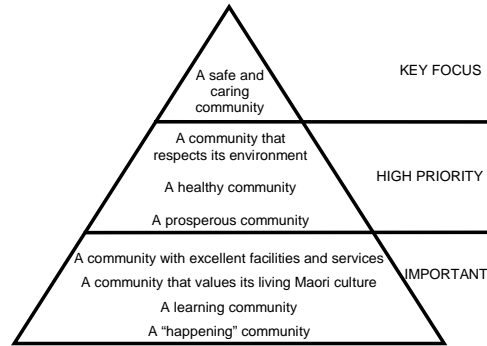 A safe and
caring
community
KEY FOCUS
A community that
respects its environment
A healthy community
A prosperous community
HIGH PRIORITY
A community with excellent facilities and services
A community that values its living Maori culture
A learning community
A “happening” community
IMPORTANT